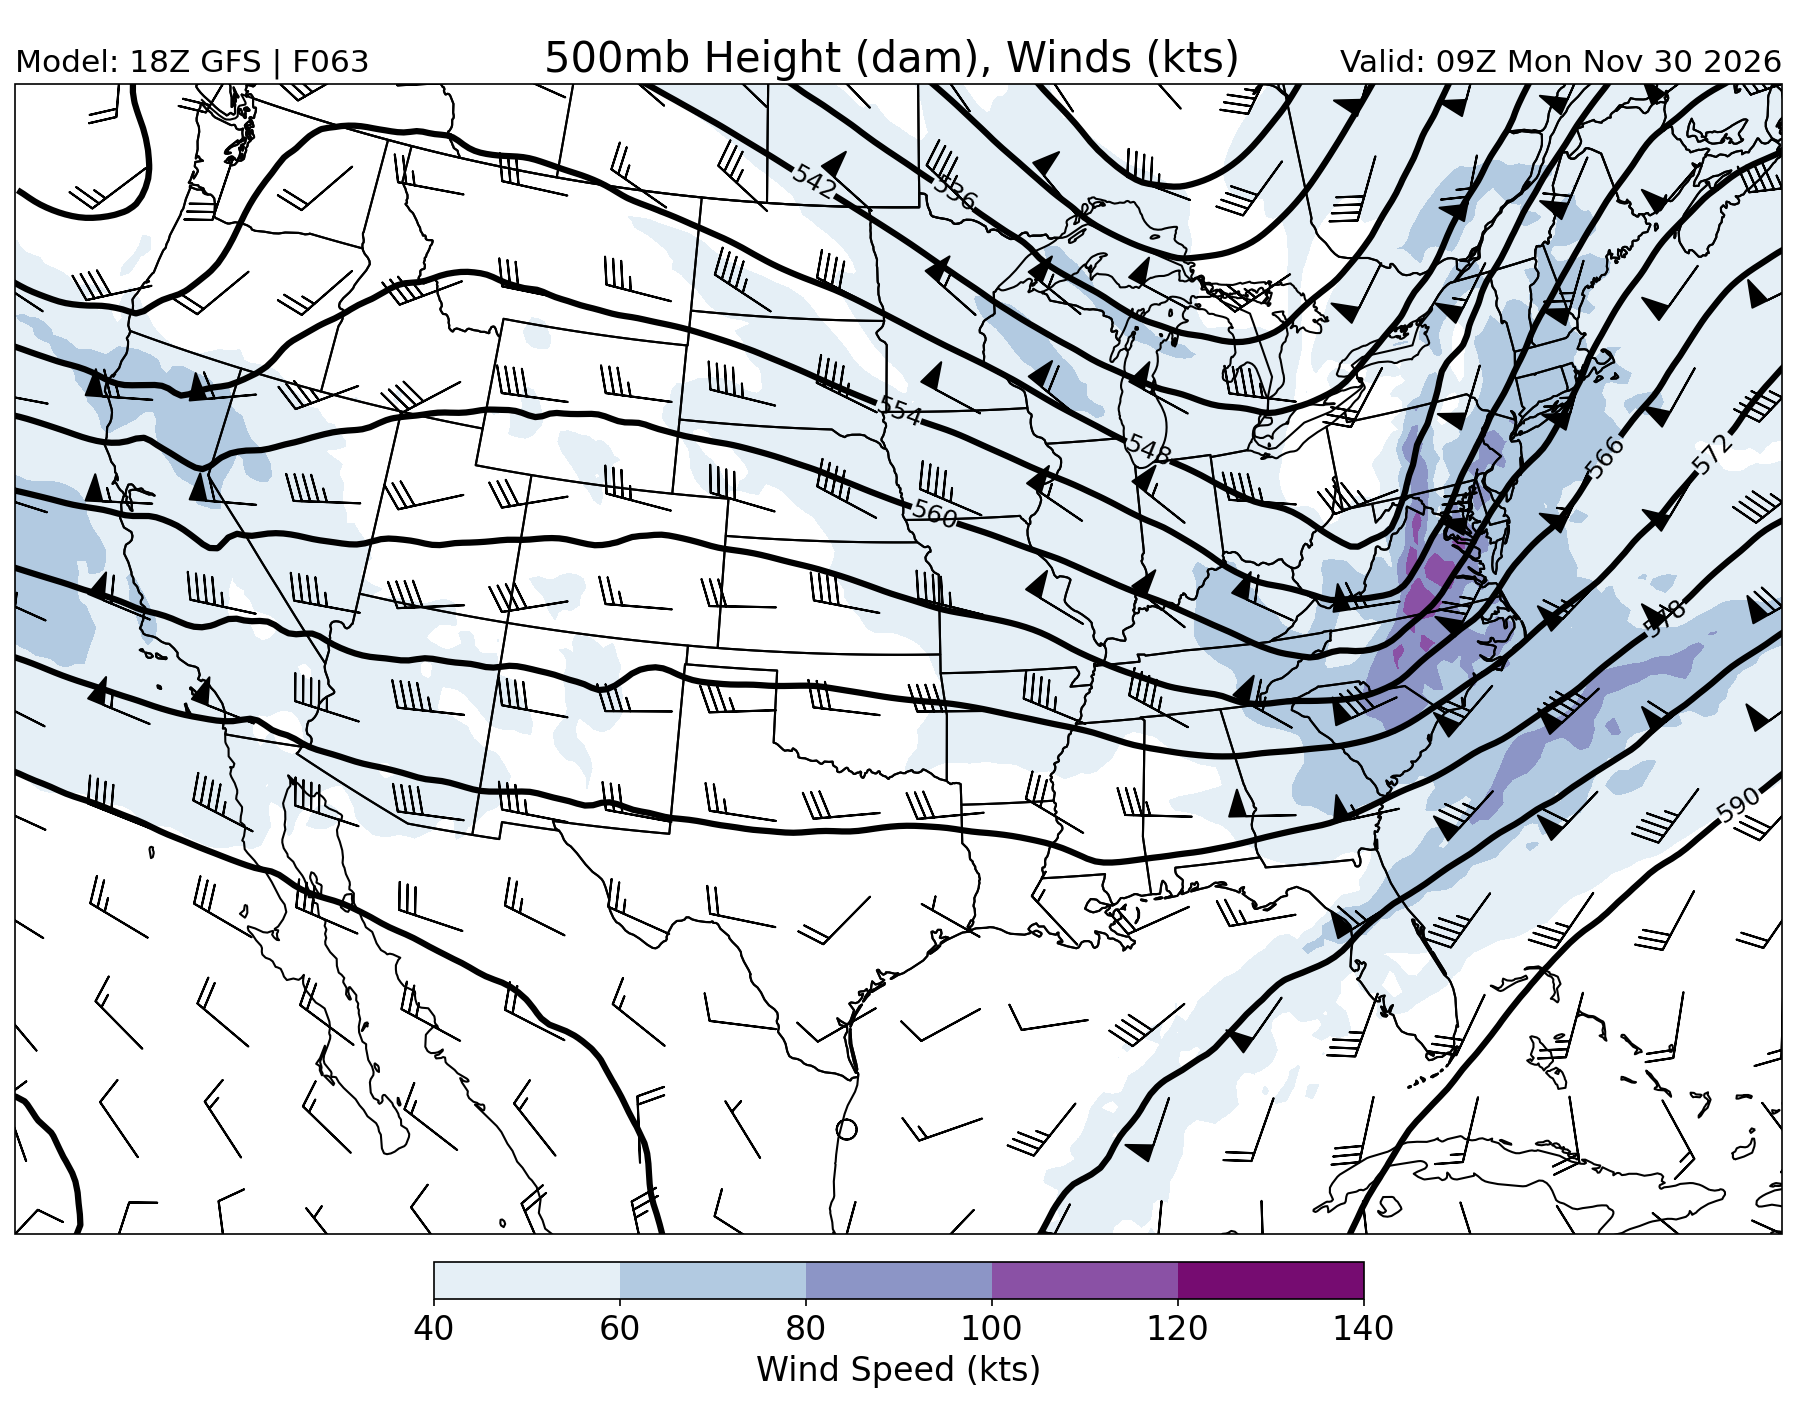 Model: 18Z GFS | F063
500mb Height (dam), Winds (kts)
Valid: 09Z Mon Nov 30 2026
542
536
554
548
560
566
572
578
590
40 60 80 100 120 140
Wind Speed (kts)